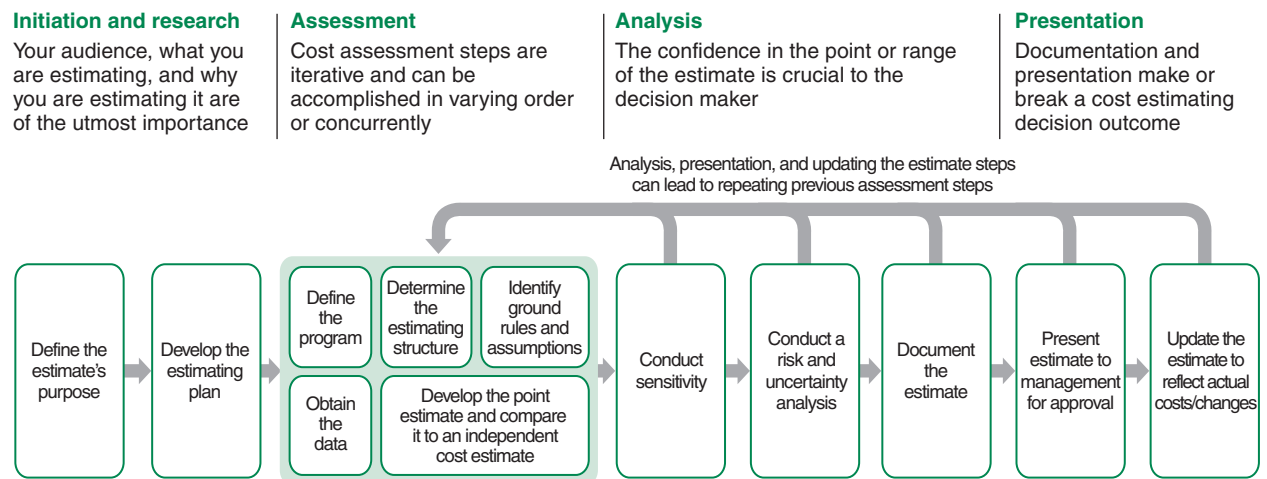 Initiation and research
Your audience, what you
are estimating, and why
you are estimating it are
of the utmost importance
Assessment
Cost assessment steps are
iterative and can be
accomplished in varying order
or concurrently
Analysis
The confidence in the point or range
of the estimate is crucial to the
decision maker
Presentation
Documentation and
presentation make or
break a cost estimating
decision outcome
Analysis, presentation, and updating the estimate steps
can lead to repeating previous assessment steps
Define the
estimate's
purpose
Develop the
estimating
plan
Define
the
program
Determine
the
estimating
structure
Identify
ground
rules and
assumptions
Obtain
the
data
Develop the point
estimate and compare
it to an independent
cost estimate
Conduct
sensitivity
Conduct a
risk and
uncertainty
analysis
Document
the
estimate
Present
estimate to
management
for approval
Update the
estimate to
reflect actual
costs/changes